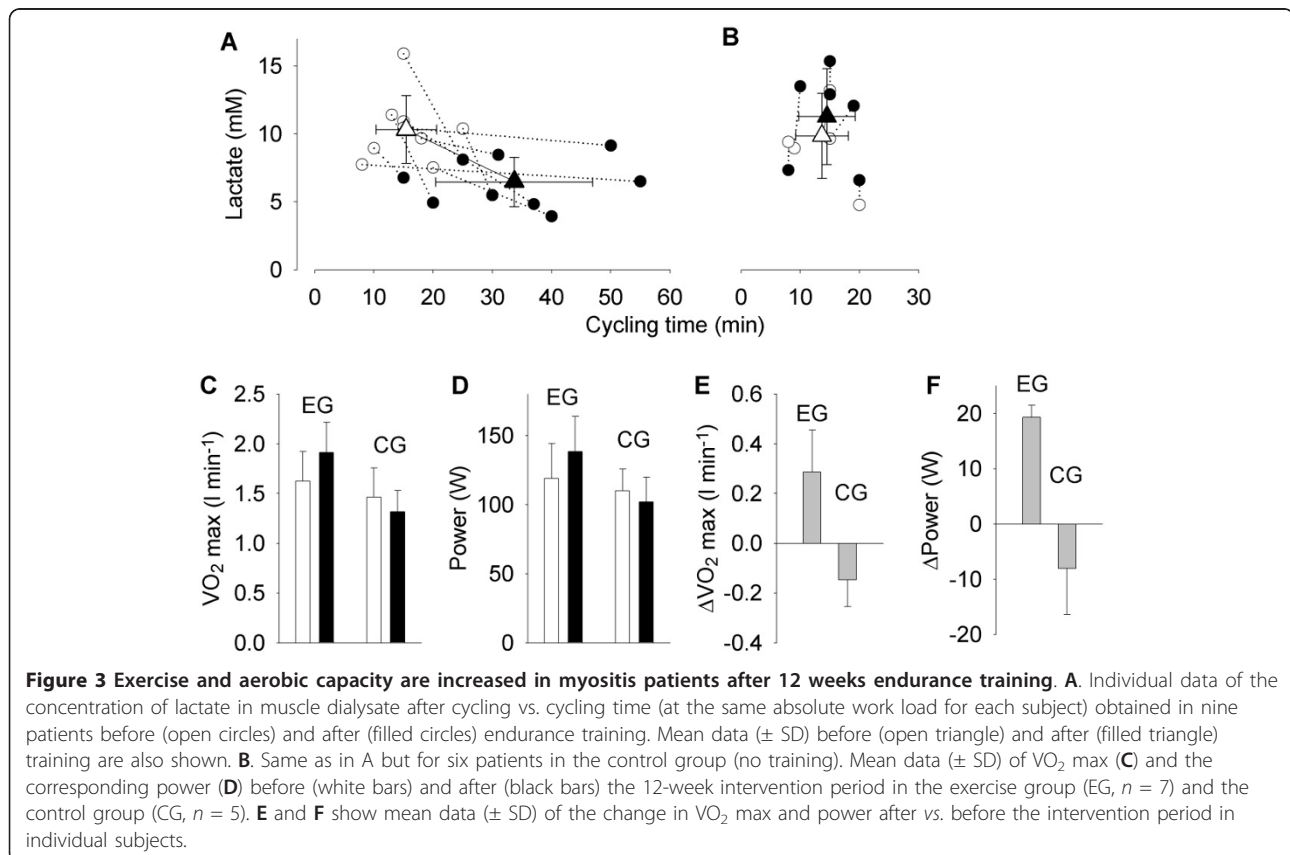 A
B
15
10
5
0
Lactate (mM)
0 10 20 30 40 50 60 0 10 20 30
Cycling time (min)
C
EG
CG
2.5
2.0
1.5
1.0
0.5
0.0
VO₂ max (l min⁻¹)
D
EG
CG
150
100
50
0
Power (W)
E
EG
CG
0.6
0.4
0.2
0.0
-0.2
-0.4
ΔVO₂ max (l min⁻¹)
F
EG
CG
20
10
0
-10
-20
ΔPower (W)
Figure 3 Exercise and aerobic capacity are increased in myositis patients after 12 weeks endurance training. A. Individual data of the
concentration of lactate in muscle dialysate after cycling vs. cycling time (at the same absolute work load for each subject) obtained in nine
patients before (open circles) and after (filled circles) endurance training. Mean data (± SD) before (open triangle) and after (filled triangle)
training are also shown. B. Same as in A but for six patients in the control group (no training). Mean data (± SD) of VO₂ max (C) and the
corresponding power (D) before (white bars) and after (black bars) the 12-week intervention period in the exercise group (EG, n = 7) and the
control group (CG, n = 5). E and F show mean data (± SD) of the change in VO₂ max and power after vs. before the intervention period in
individual subjects.